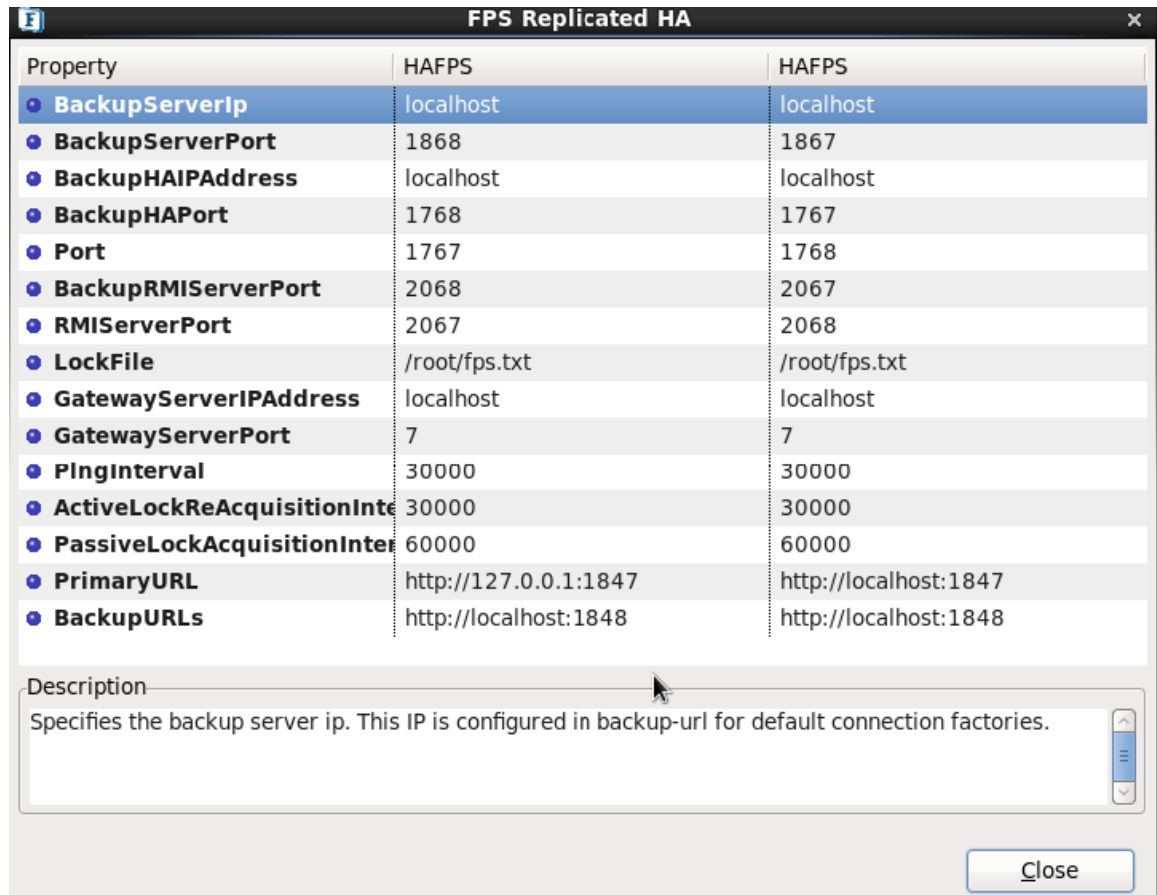 FPS Replicated HA
Property HAFPS HAFPS
BackupServerIp localhost localhost
BackupServerPort 1868 1867
BackupHAIPAddress localhost localhost
BackupHAPort 1768 1767
Port 1767 1768
BackupRMIServerPort 2068 2067
RMIServerPort 2067 2068
LockFile /root/fps.txt /root/fps.txt
GatewayServerIPAddress localhost localhost
GatewayServerPort 7 7
PingInterval 30000 30000
ActiveLockReAcquisitionInte 30000 30000
PassiveLockAcquisitionInter 60000 60000
PrimaryURL http://127.0.0.1:1847 http://localhost:1847
BackupURLs http://localhost:1848 http://localhost:1848
Description
Specifies the backup server ip. This IP is configured in backup-url for default connection factories.
Close